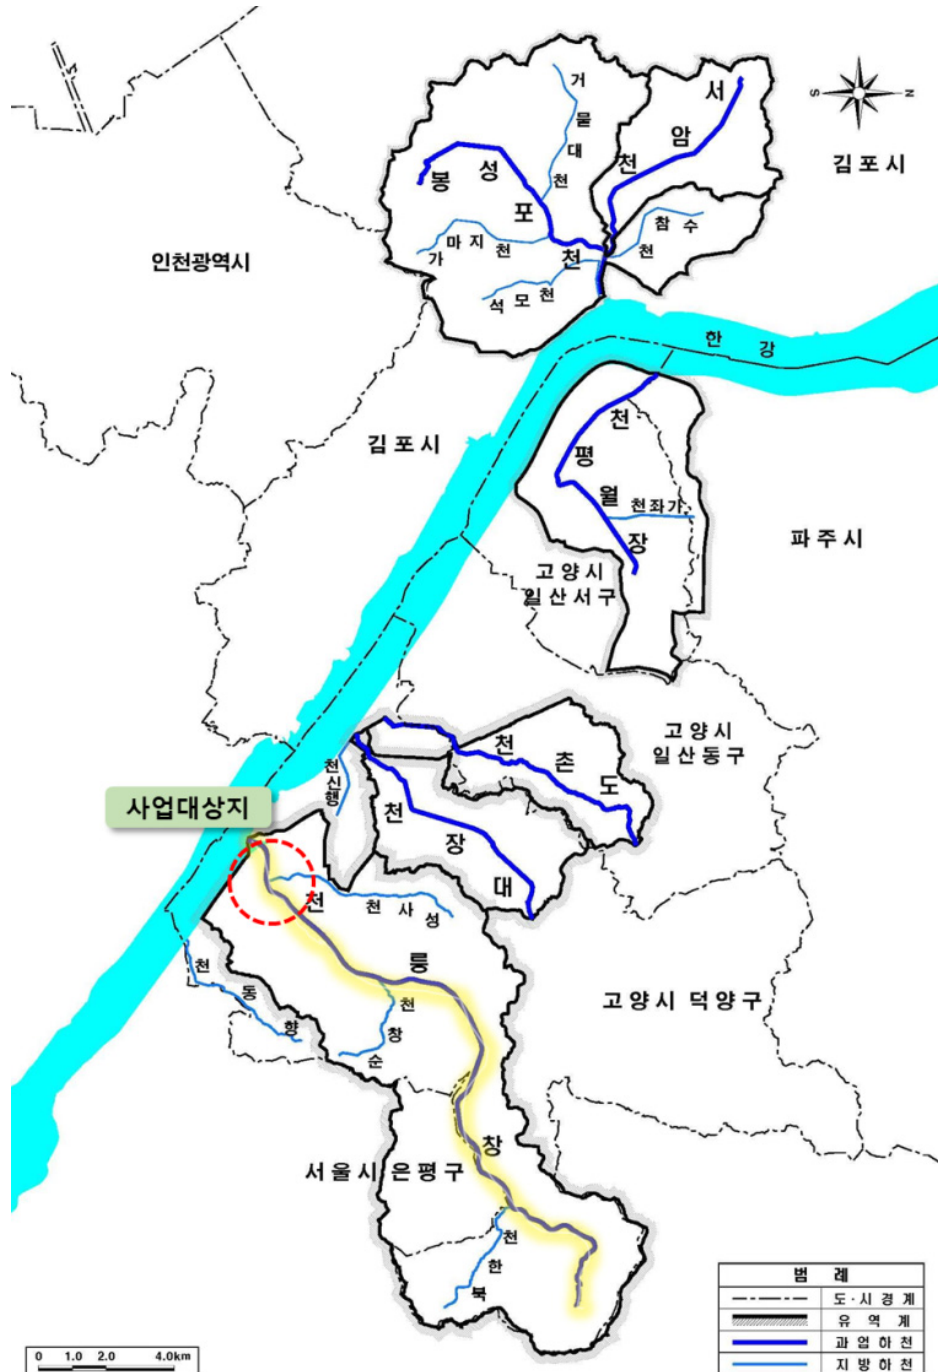 서암천
거물대천
S
N
봉성포천
김포시
참수천
가마지천
인천광역시
석모천
한강
김포시
장월평천
가좌천
파주시
고양시
일산서구
도촌천
고양시
일산동구
행신천
사업대상지
대장천
성사천
창릉천
향동천
순창천
고양시 덕양구
서울시 은평구
북한천
범 례
도·시경계
유역계
과업하천
지방하천
0 1.0 2.0 4.0km